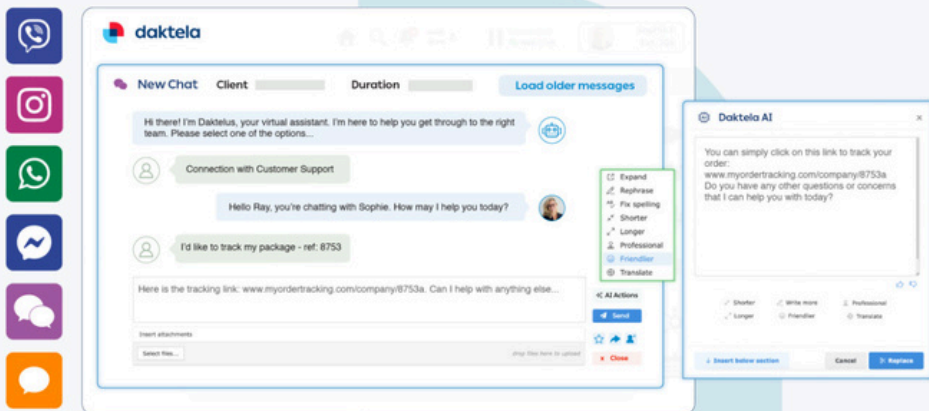 daktela
New Chat Client Duration Load older messages
Hi there! I'm Daktelus, your virtual assistant. I'm here to help you get through to the right
team. Please select one of the options...
Connection with Customer Support
Hello Ray, you're chatting with Sophie. How may I help you today?
I'd like to track my package - ref: 8753
Here is the tracking link: www.myordertracking.com/company/8753a. Can I help with anything else...
Insert attachments
Select files...
drop files here to upload
Expand
Rephrase
Fix spelling
Shorter
Longer
Professional
Friendlier
Translate
AI Actions
Send
Close
Daktela AI
You can simply click on this link to track your
order:
www.myordertracking.com/company/8753a
Do you have any other questions or concerns
that I can help you with today?
Shorter Write more Professional
Longer Friendlier Translate
Insert below section Cancel Replace